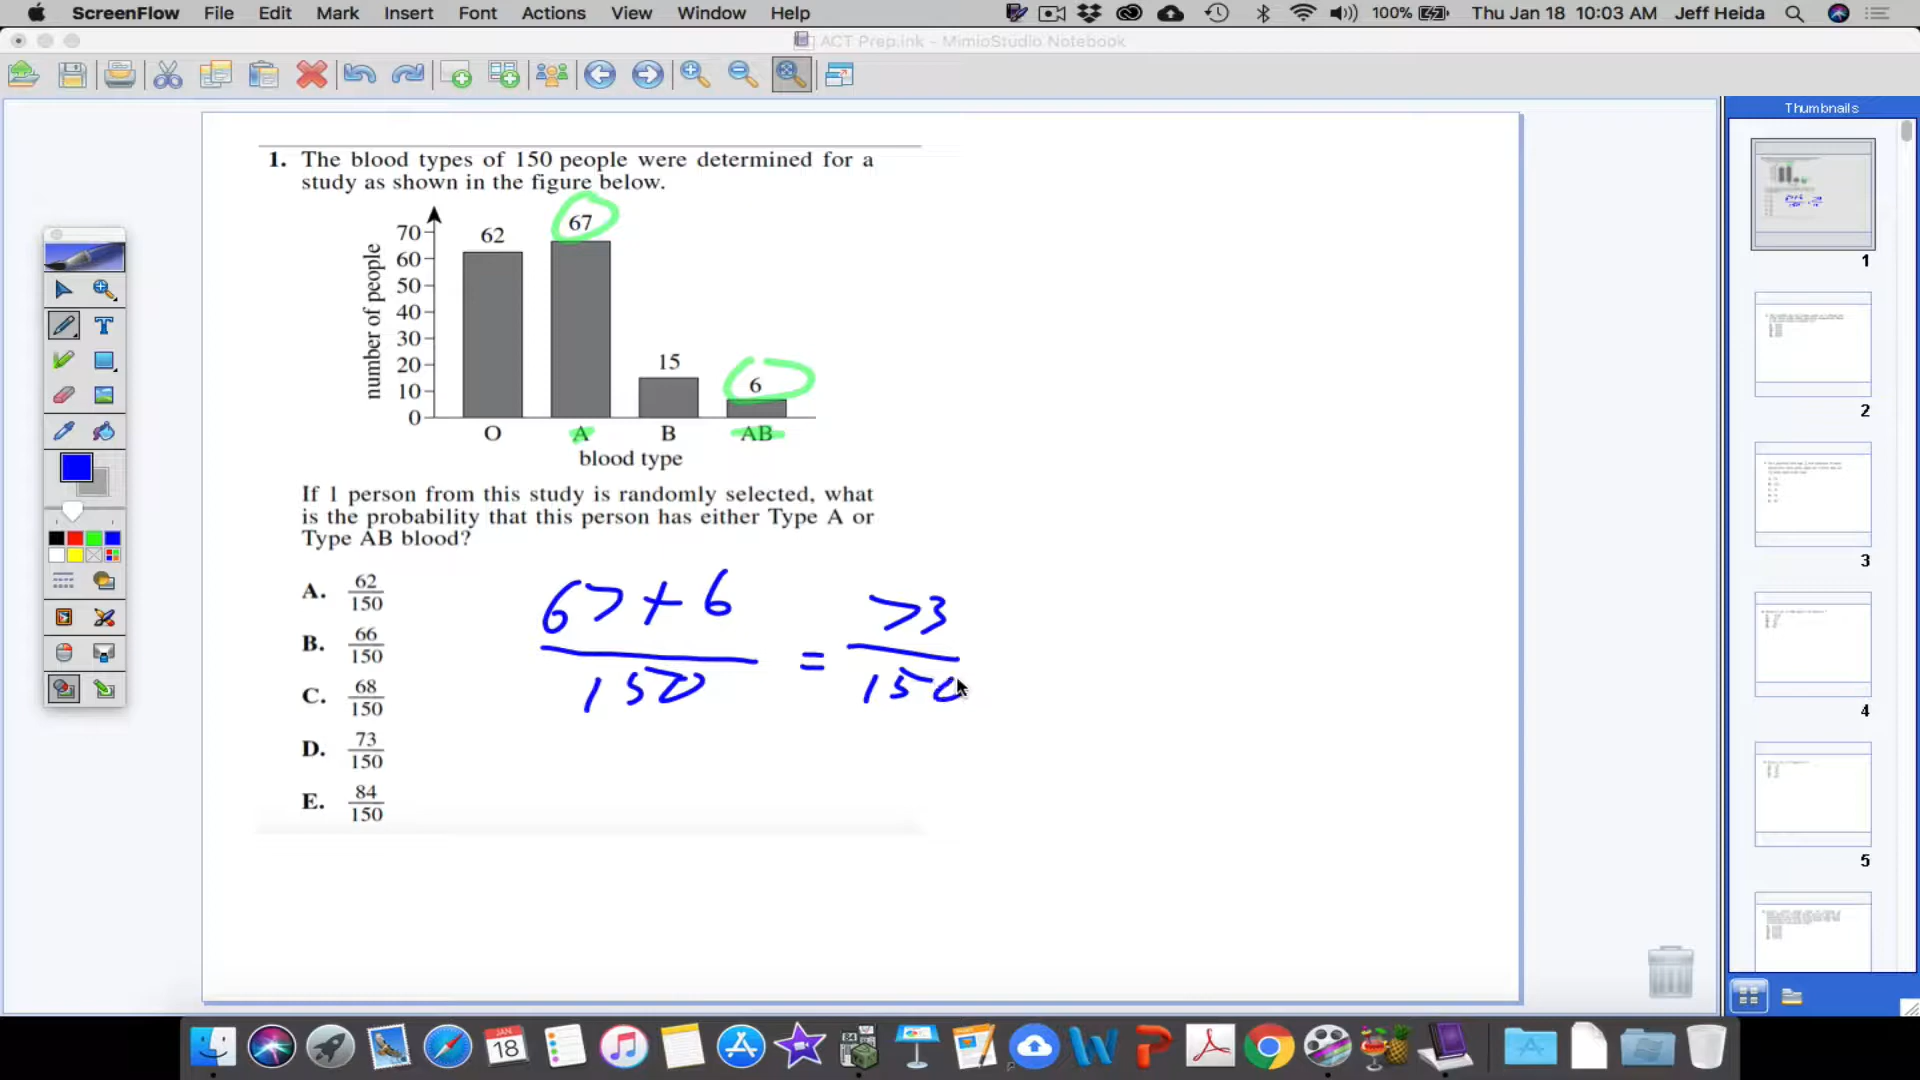 ScreenFlow File Edit Mark Insert Font Actions View Window Help 100% Thu Jan 18 10:03 AM Jeff Heida
ACT Prep.ink - MimioStudio Notebook
Thumbnails
1. The blood types of 150 people were determined for a
study as shown in the figure below.
number of people
70
60
50
40
30
20
10
0
62
67
15
6
O A B AB
blood type
If 1 person from this study is randomly selected, what
is the probability that this person has either Type A or
Type AB blood?
A. 62/150
B. 66/150
C. 68/150
D. 73/150
E. 84/150
67 + 6
150
=
73
150
T
1
2
3
4
5
JAN
18